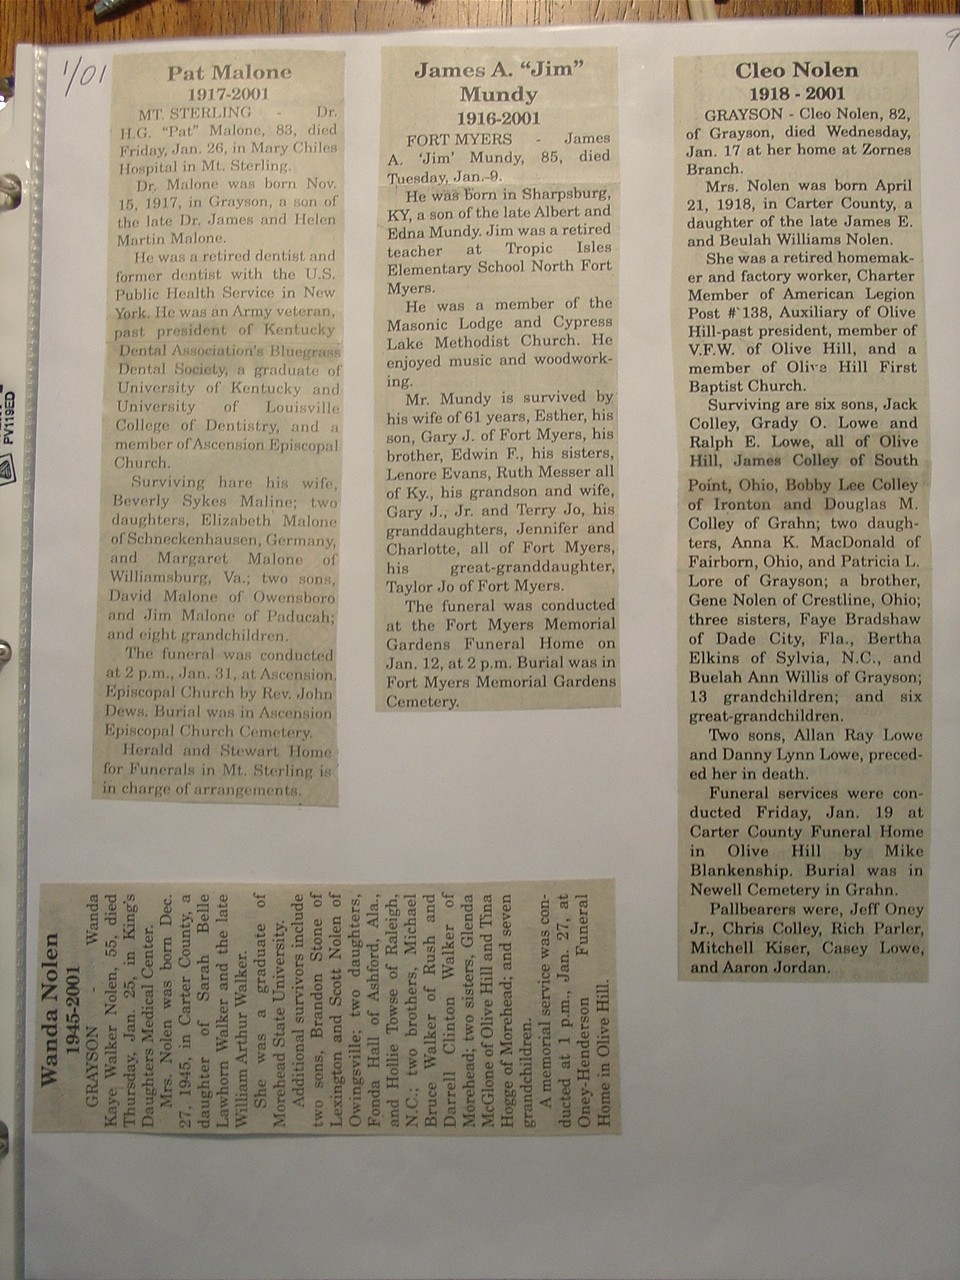 1/01
Pat Malone
1917-2001
MT. STERLING - Dr.
H.G. "Pat" Malone, 83, died
Friday, Jan. 26, in Mary Chiles
Hospital in Mt. Sterling.
Dr. Malone was born Nov.
15, 1917, in Grayson, a son of
the late Dr. James and Helen
Martin Malone.
He was a retired dentist and
former dentist with the U.S.
Public Health Service in New
York. He was an Army veteran,
past president of Kentucky
Dental Association's Bluegrass
Dental Society, a graduate of
University of Kentucky and
University of Louisville
College of Dentistry, and a
member of Ascension Episcopal
Church.
Surviving hare his wife,
Beverly Sykes Maline; two
daughters, Elizabeth Malone
of Schneckenhausen, Germany,
and Margaret Malone of
Williamsburg, Va.; two sons,
David Malone of Owensboro
and Jim Malone of Paducah;
and eight grandchildren.
The funeral was conducted
at 2 p.m., Jan. 31, at Ascension
Episcopal Church by Rev. John
Dews. Burial was in Ascension
Episcopal Church Cemetery.
Herald and Stewart Home
for Funerals in Mt. Sterling is
in charge of arrangements.
James A. "Jim"
Mundy
1916-2001
FORT MYERS - James
A. 'Jim' Mundy, 85, died
Tuesday, Jan. 9.
He was born in Sharpsburg,
KY, a son of the late Albert and
Edna Mundy. Jim was a retired
teacher at Tropic Isles
Elementary School North Fort
Myers.
He was a member of the
Masonic Lodge and Cypress
Lake Methodist Church. He
enjoyed music and woodwork-
ing.
Mr. Mundy is survived by
his wife of 61 years, Esther, his
son, Gary J. of Fort Myers, his
brother, Edwin F., his sisters,
Lenore Evans, Ruth Messer all
of Ky., his grandson and wife,
Gary J., Jr. and Terry Jo, his
granddaughters, Jennifer and
Charlotte, all of Fort Myers,
his great-granddaughter,
Taylor Jo of Fort Myers.
The funeral was conducted
at the Fort Myers Memorial
Gardens Funeral Home on
Jan. 12, at 2 p.m. Burial was in
Fort Myers Memorial Gardens
Cemetery.
Cleo Nolen
1918 - 2001
GRAYSON - Cleo Nolen, 82,
of Grayson, died Wednesday,
Jan. 17 at her home at Zornes
Branch.
Mrs. Nolen was born April
21, 1918, in Carter County, a
daughter of the late James E.
and Beulah Williams Nolen.
She was a retired homemak-
er and factory worker, Charter
Member of American Legion
Post # 138, Auxiliary of Olive
Hill-past president, member of
V.F.W. of Olive Hill, and a
member of Olive Hill First
Baptist Church.
Surviving are six sons, Jack
Colley, Grady O. Lowe and
Ralph E. Lowe, all of Olive
Hill, James Colley of South
Point, Ohio, Bobby Lee Colley
of Ironton and Douglas M.
Colley of Grahn; two daugh-
ters, Anna K. MacDonald of
Fairborn, Ohio, and Patricia L.
Lore of Grayson; a brother,
Gene Nolen of Crestline, Ohio;
three sisters, Faye Bradshaw
of Dade City, Fla., Bertha
Elkins of Sylvia, N.C., and
Buelah Ann Willis of Grayson;
13 grandchildren; and six
great-grandchildren.
Two sons, Allan Ray Lowe
and Danny Lynn Lowe, preced-
ed her in death.
Funeral services were con-
ducted Friday, Jan. 19 at
Carter County Funeral Home
in Olive Hill by Mike
Blankenship. Burial was in
Newell Cemetery in Grahn.
Pallbearers were, Jeff Oney
Jr., Chris Colley, Rich Parler,
Mitchell Kiser, Casey Lowe,
and Aaron Jordan.
Wanda Nolen
1945-2001
GRAYSON - Wanda
Kaye Walker Nolen, 55, died
Thursday, Jan. 25, in King's
Daughters Medical Center.
Mrs. Nolen was born Dec.
27, 1945, in Carter County, a
daughter of Sarah Belle
Lawhorn Walker and the late
William Arthur Walker.
She was a graduate of
Morehead State University.
Additional survivors include
two sons, Brandon Stone of
Lexington and Scott Nolen of
Owingsville; two daughters,
Fonda Hall of Ashford, Ala.,
and Hollie Towse of Raleigh,
N.C.; two brothers, Michael
Bruce Walker of Rush and
Darrell Clinton Walker of
Morehead; two sisters, Glenda
McGlone of Olive Hill and Tina
Hogge of Morehead; and seven
grandchildren.
A memorial service was con-
ducted at 1 p.m., Jan. 27, at
Oney-Henderson Funeral
Home in Olive Hill.
PV119ED